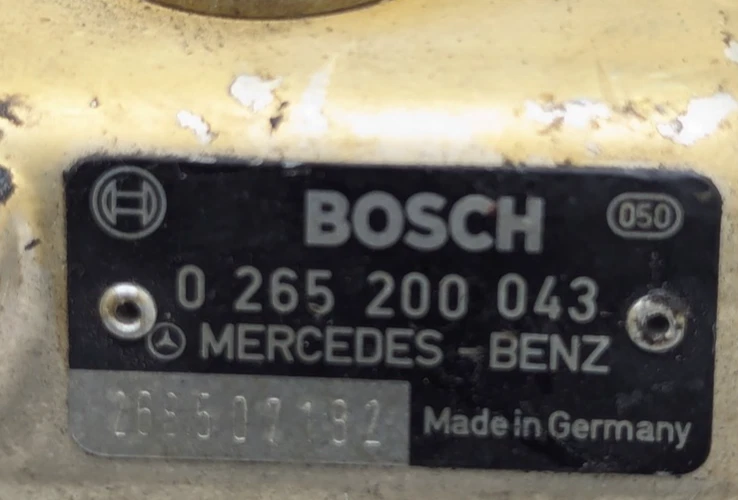 BOSCH
050
0 265 200 043
MERCEDES - BENZ
Made in Germany